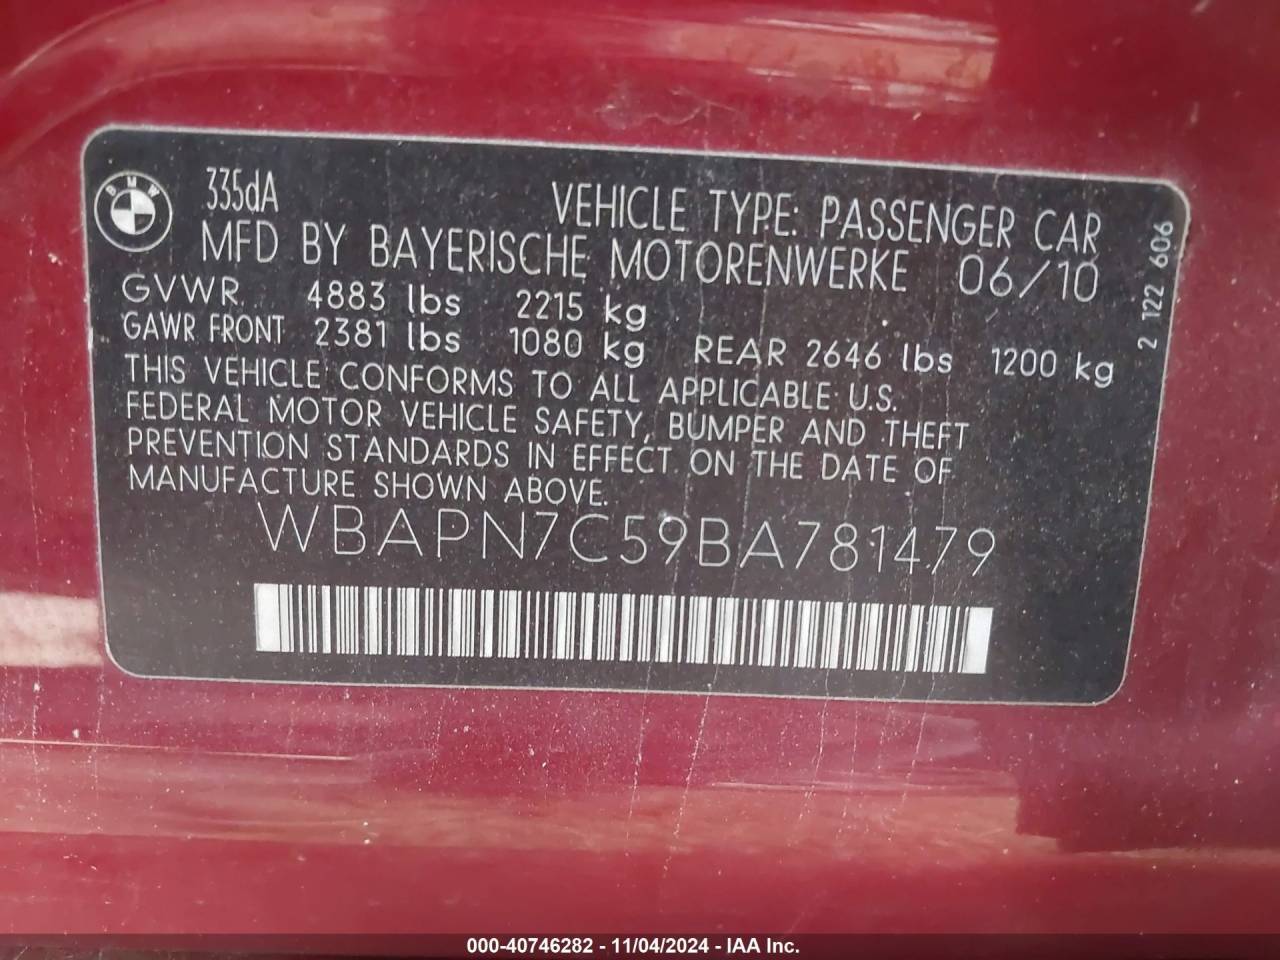 BMW
335dA
VEHICLE TYPE: PASSENGER CAR
MFD BY BAYERISCHE MOTORENWERKE 06/10
GVWR 4883 lbs 2215 kg
GAWR FRONT 2381 lbs 1080 kg REAR 2646 lbs 1200 kg
THIS VEHICLE CONFORMS TO ALL APPLICABLE U.S.
FEDERAL MOTOR VEHICLE SAFETY, BUMPER AND THEFT
PREVENTION STANDARDS IN EFFECT ON THE DATE OF
MANUFACTURE SHOWN ABOVE.
WBAPN7C59BA781479
2 122 606
000-40746282 - 11/04/2024 - IAA Inc.